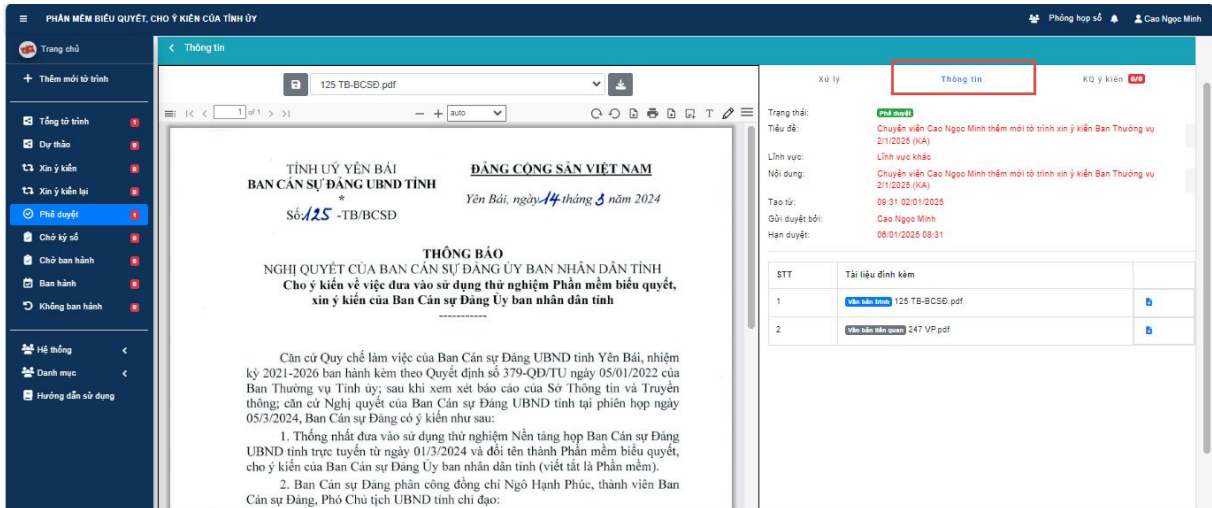 PHẦN MỀM BIỂU QUYẾT, CHO Ý KIẾN CỦA TỈNH ỦY
Phòng họp số
Cao Ngọc Minh
Trang chủ
Thêm mới tờ trình
Tổng tờ trình 1
Dự thảo 0
Xin ý kiến 0
Xin ý kiến lại 0
Phê duyệt 1
Chờ ký số 0
Chờ ban hành 0
Ban hành 0
Không ban hành 0
Hệ thống
Danh mục
Hướng dẫn sử dụng
Thông tin
125 TB-BCSĐ.pdf
1 of 1
auto
TỈNH UỶ YÊN BÁI
BAN CÁN SỰ ĐẢNG UBND TỈNH
*
Số:125 -TB/BCSĐ
ĐẢNG CỘNG SẢN VIỆT NAM
Yên Bái, ngày 14 tháng 3 năm 2024
THÔNG BÁO
NGHỊ QUYẾT CỦA BAN CÁN SỰ ĐẢNG ỦY BAN NHÂN DÂN TỈNH
Cho ý kiến về việc đưa vào sử dụng thử nghiệm Phần mềm biểu quyết,
xin ý kiến của Ban Cán sự Đảng Ủy ban nhân dân tỉnh
-----------
Căn cứ Quy chế làm việc của Ban Cán sự Đảng UBND tỉnh Yên Bái, nhiệm
kỳ 2021-2026 ban hành kèm theo Quyết định số 379-QĐ/TU ngày 05/01/2022 của
Ban Thường vụ Tỉnh ủy; sau khi xem xét báo cáo của Sở Thông tin và Truyền
thông; căn cứ Nghị quyết của Ban Cán sự Đảng UBND tỉnh tại phiên họp ngày
05/3/2024, Ban Cán sự Đảng có ý kiến như sau:
1. Thống nhất đưa vào sử dụng thử nghiệm Nền tảng họp Ban Cán sự Đảng
UBND tỉnh trực tuyến từ ngày 01/3/2024 và đổi tên thành Phần mềm biểu quyết,
cho ý kiến của Ban Cán sự Đảng Ủy ban nhân dân tỉnh (viết tắt là Phần mềm).
2. Ban Cán sự Đảng phân công đồng chí Ngô Hạnh Phúc, thành viên Ban
Cán sự Đảng, Phó Chủ tịch UBND tỉnh chỉ đạo:
Xử lý
Thông tin
KQ ý kiến 0/0
Trạng thái: Phê duyệt
Tiêu đề: Chuyên viên Cao Ngọc Minh thêm mới tờ trình xin ý kiến Ban Thường vụ
2/1/2025 (KA)
Lĩnh vực: Lĩnh vực khác
Nội dung: Chuyên viên Cao Ngọc Minh thêm mới tờ trình xin ý kiến Ban Thường vụ
2/1/2025 (KA)
Tạo từ: 09:31 02/01/2025
Gửi duyệt bởi: Cao Ngọc Minh
Hạn duyệt: 06/01/2025 08:31
STT Tài liệu đính kèm
1 Văn bản trình 125 TB-BCSĐ.pdf
2 Văn bản liên quan 247 VP.pdf